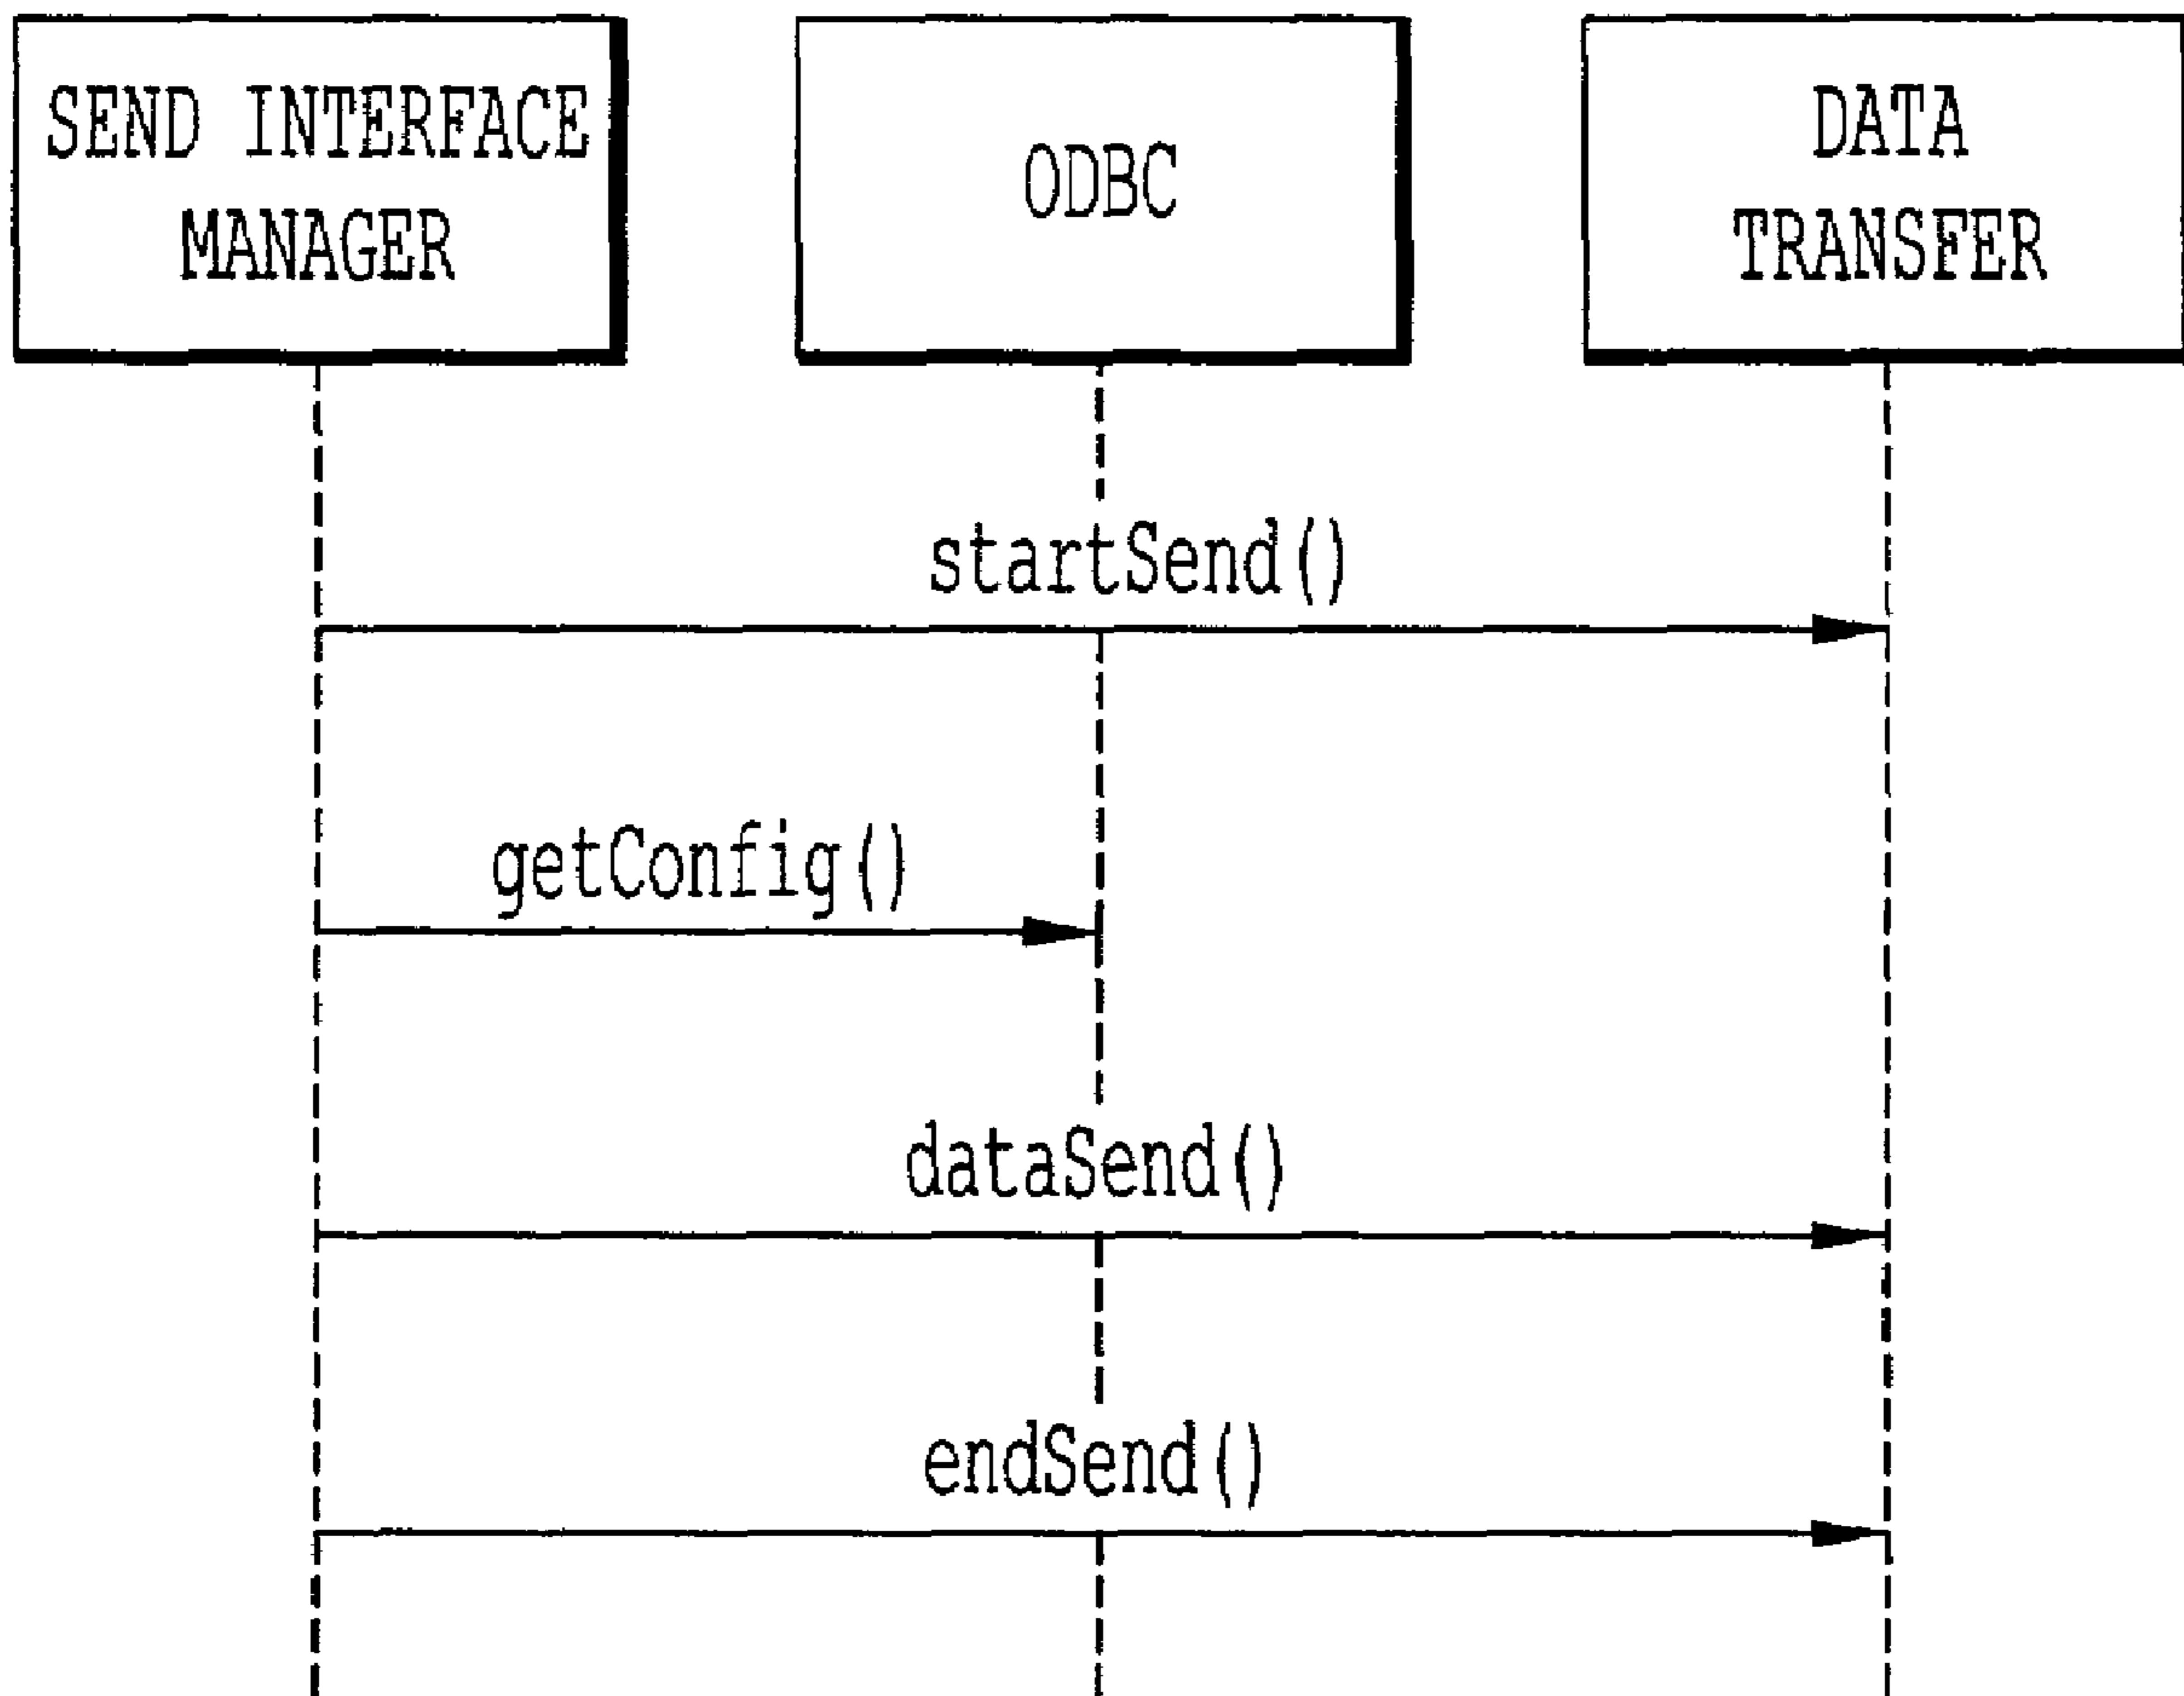 SEND INTERFACE
MANAGER
ODBC
DATA
TRANSFER
startSend()
getConfig()
dataSend()
endSend()